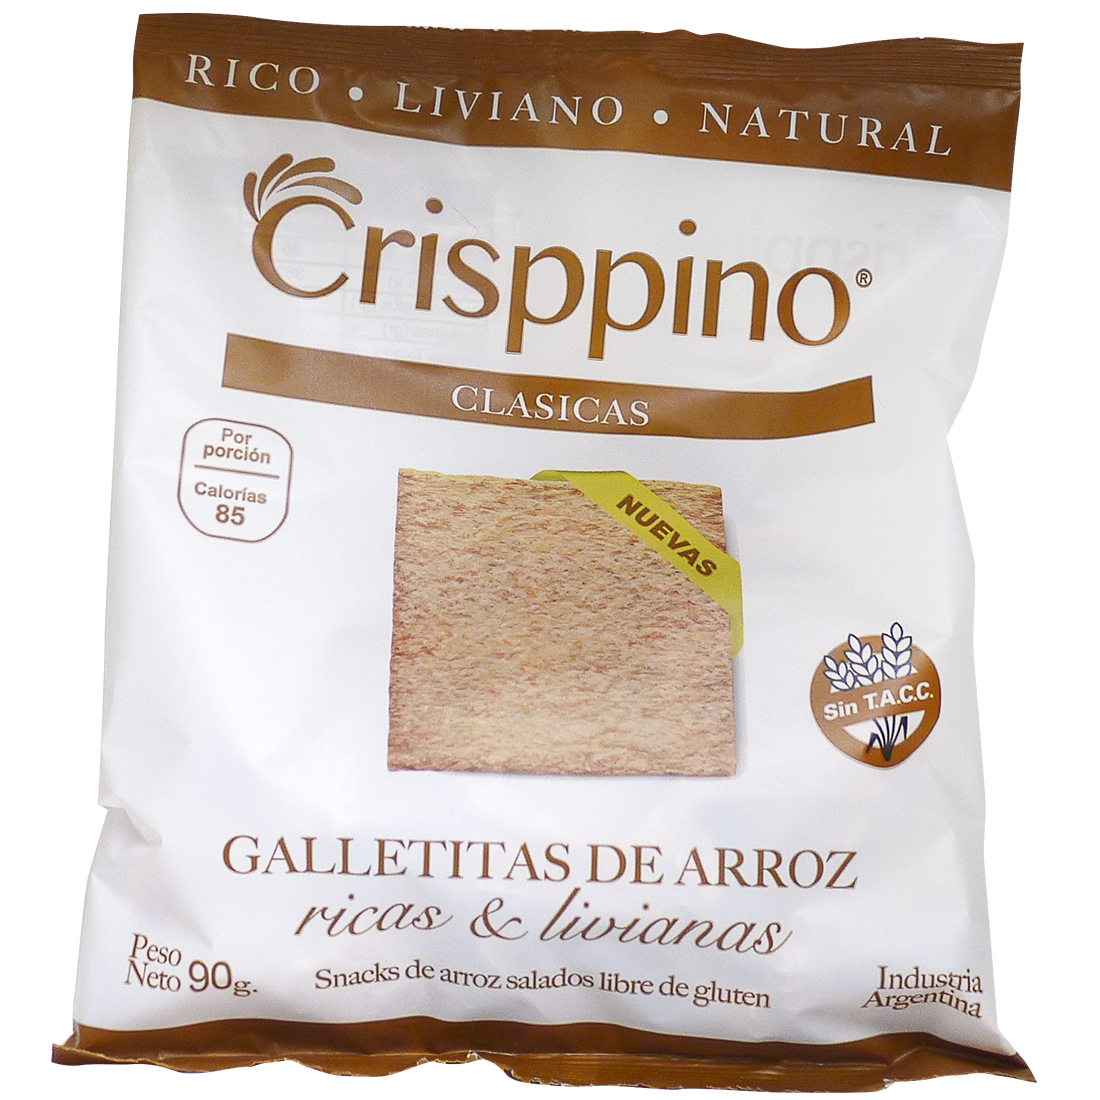 RICO • LIVIANO • NATURAL
Crisppino®
CLASICAS
Por
porción
Calorías
85
NUEVAS
Sin T.A.C.C.
GALLETITAS DE ARROZ
ricas & livianas
Peso
Neto 90g.
Snacks de arroz salados libre de gluten
Industria
Argentina